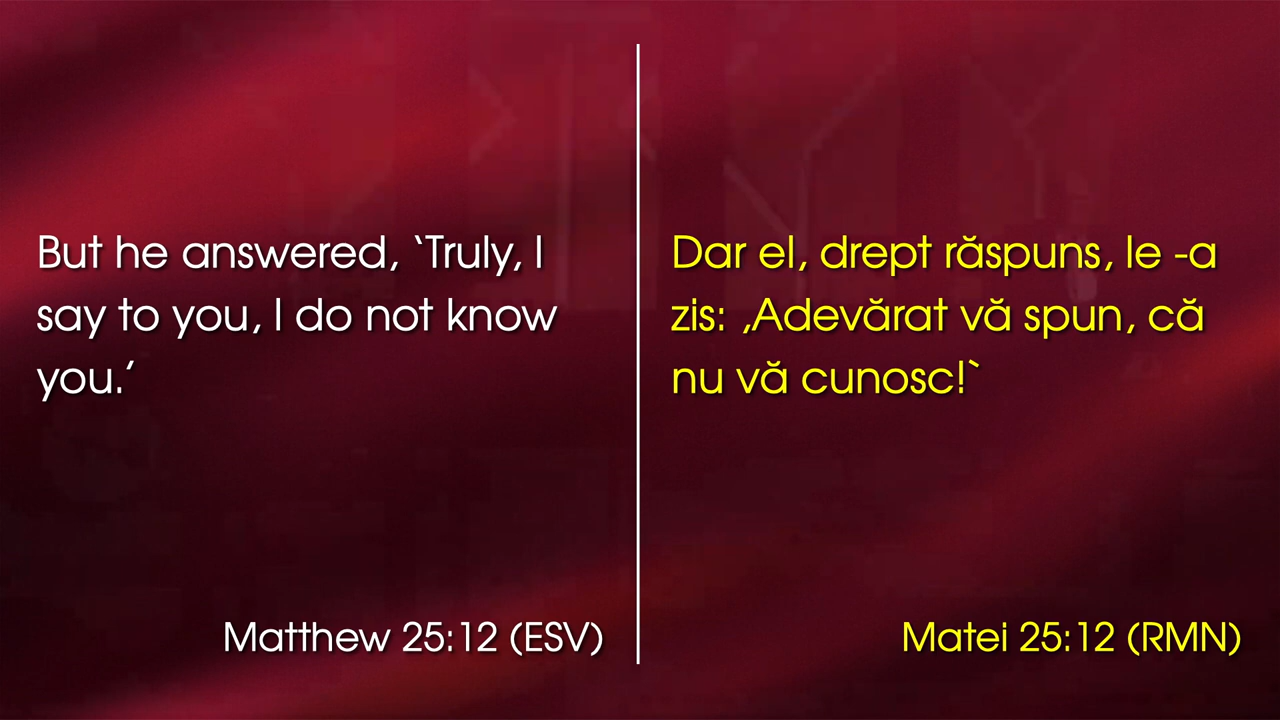 But he answered, ‘Truly, I
say to you, I do not know
you.’
Matthew 25:12 (ESV)
Dar el, drept răspuns, le -a
zis: ,Adevărat vă spun, că
nu vă cunosc!`
Matei 25:12 (RMN)